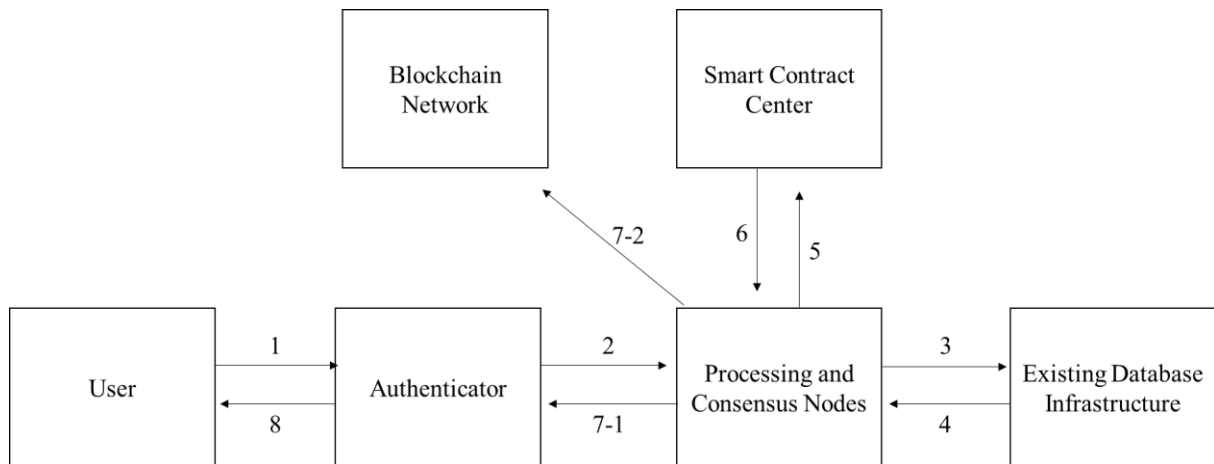 Blockchain
Network
Smart Contract
Center
7-2
6
5
1
2
3
User
Authenticator
Processing and
Consensus Nodes
Existing Database
Infrastructure
8
7-1
4